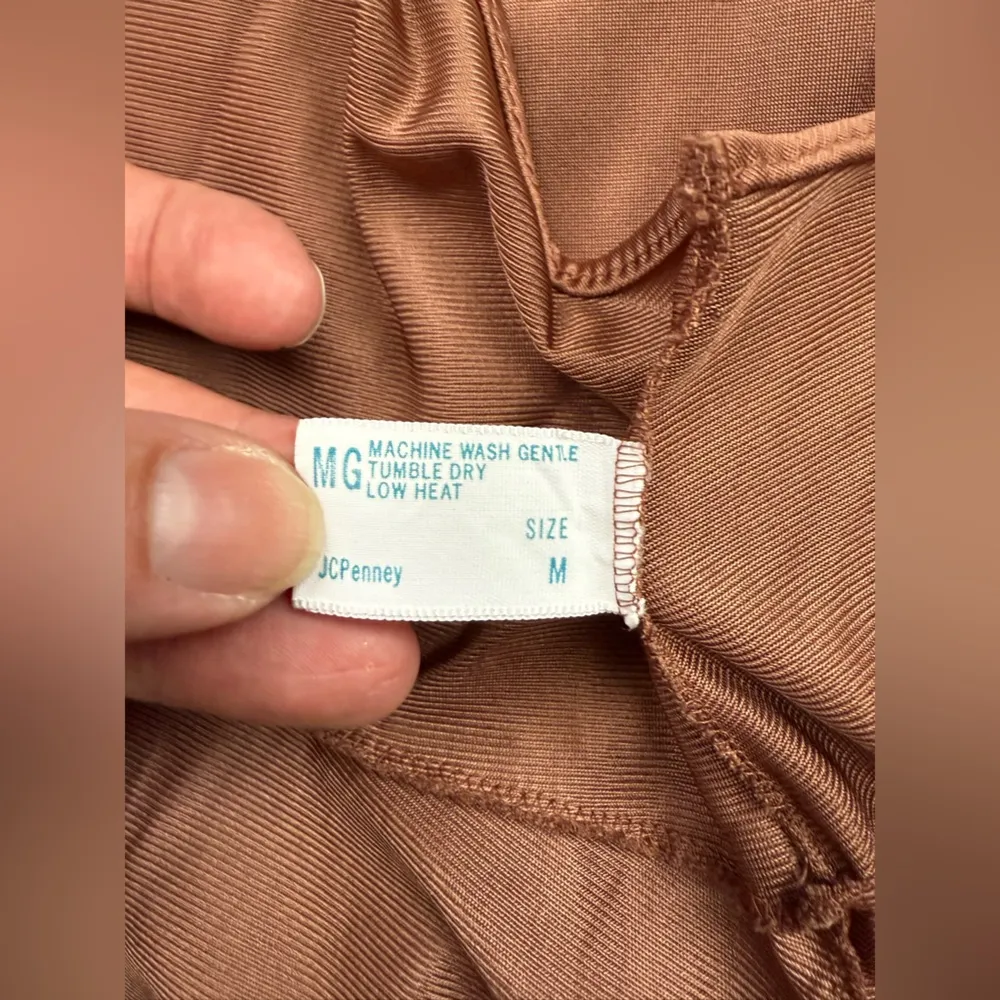 MG MACHINE WASH GENTLE
TUMBLE DRY
LOW HEAT
SIZE
JCPenney M